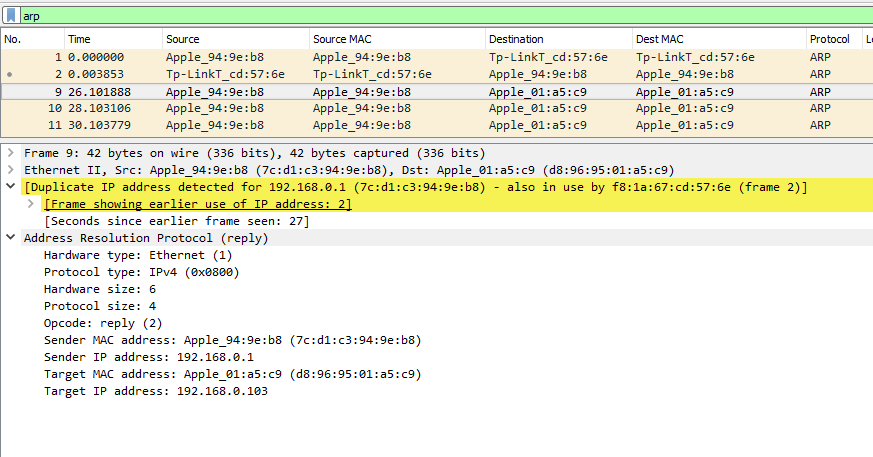 arp
No. Time Source Source MAC Destination Dest MAC Protocol
1 0.000000 Apple_94:9e:b8 Apple_94:9e:b8 Tp-LinkT_cd:57:6e Tp-LinkT_cd:57:6e ARP
2 0.003853 Tp-LinkT_cd:57:6e Tp-LinkT_cd:57:6e Apple_94:9e:b8 Apple_94:9e:b8 ARP
9 26.101888 Apple_94:9e:b8 Apple_94:9e:b8 Apple_01:a5:c9 Apple_01:a5:c9 ARP
10 28.103106 Apple_94:9e:b8 Apple_94:9e:b8 Apple_01:a5:c9 Apple_01:a5:c9 ARP
11 30.103779 Apple_94:9e:b8 Apple_94:9e:b8 Apple_01:a5:c9 Apple_01:a5:c9 ARP
Frame 9: 42 bytes on wire (336 bits), 42 bytes captured (336 bits)
Ethernet II, Src: Apple_94:9e:b8 (7c:d1:c3:94:9e:b8), Dst: Apple_01:a5:c9 (d8:96:95:01:a5:c9)
[Duplicate IP address detected for 192.168.0.1 (7c:d1:c3:94:9e:b8) - also in use by f8:1a:67:cd:57:6e (frame 2)]
[Frame showing earlier use of IP address: 2]
[Seconds since earlier frame seen: 27]
Address Resolution Protocol (reply)
Hardware type: Ethernet (1)
Protocol type: IPv4 (0x0800)
Hardware size: 6
Protocol size: 4
Opcode: reply (2)
Sender MAC address: Apple_94:9e:b8 (7c:d1:c3:94:9e:b8)
Sender IP address: 192.168.0.1
Target MAC address: Apple_01:a5:c9 (d8:96:95:01:a5:c9)
Target IP address: 192.168.0.103